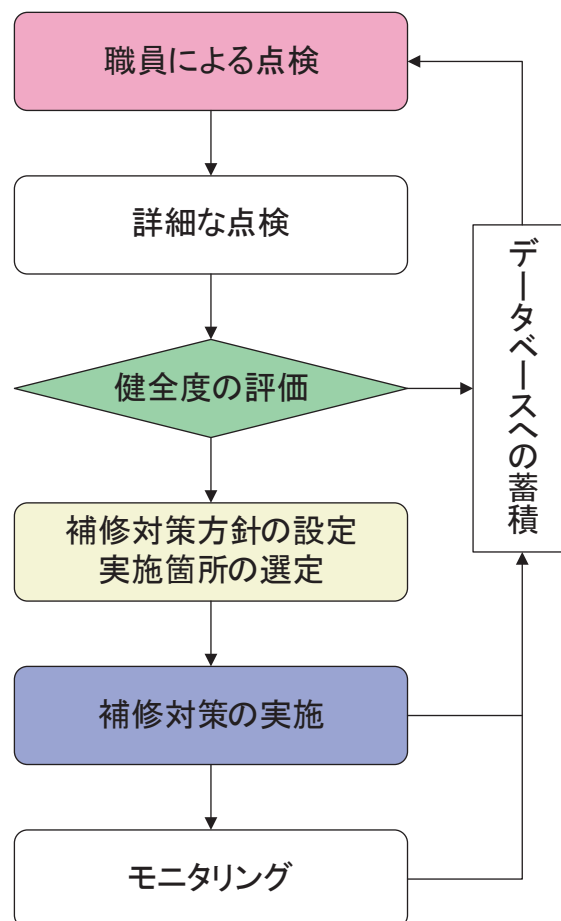 職員による点検
詳細な点検
健全度の評価
補修対策方針の設定
実施箇所の選定
補修対策の実施
モニタリング
データベースへの蓄積